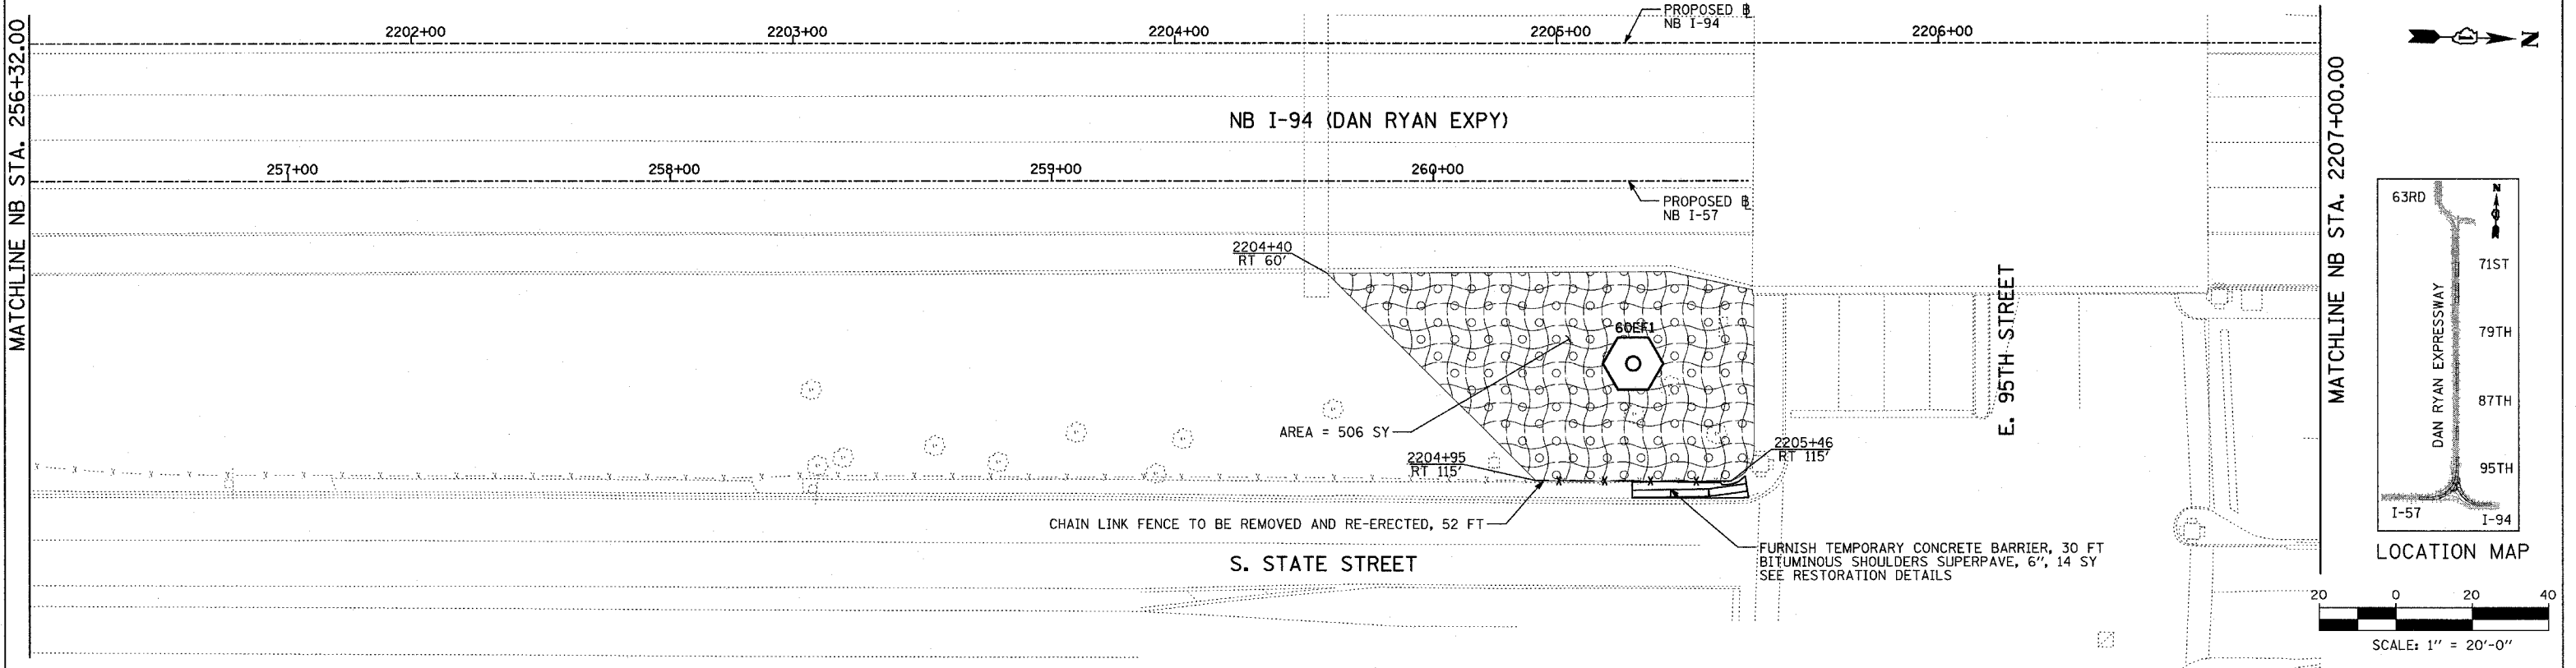 MATCHLINE NB STA. 256+32.00
2202+00
2203+00
2204+00
2205+00
2206+00
PROPOSED B
NB I-94
N
NB I-94 (DAN RYAN EXPY)
257+00
258+00
259+00
260+00
PROPOSED B
NB I-57
2204+40
RT 60'
60EF1
AREA = 506 SY
2204+95
RT 115'
2205+46
RT 115'
CHAIN LINK FENCE TO BE REMOVED AND RE-ERECTED, 52 FT
S. STATE STREET
FURNISH TEMPORARY CONCRETE BARRIER, 30 FT
BITUMINOUS SHOULDERS SUPERPAVE, 6", 14 SY
SEE RESTORATION DETAILS
E. 95TH STREET
MATCHLINE NB STA. 2207+00.00
63RD
N
71ST
79TH
DAN RYAN EXPRESSWAY
87TH
95TH
I-57
I-94
LOCATION MAP
20 0 20 40
SCALE: 1" = 20'-0"